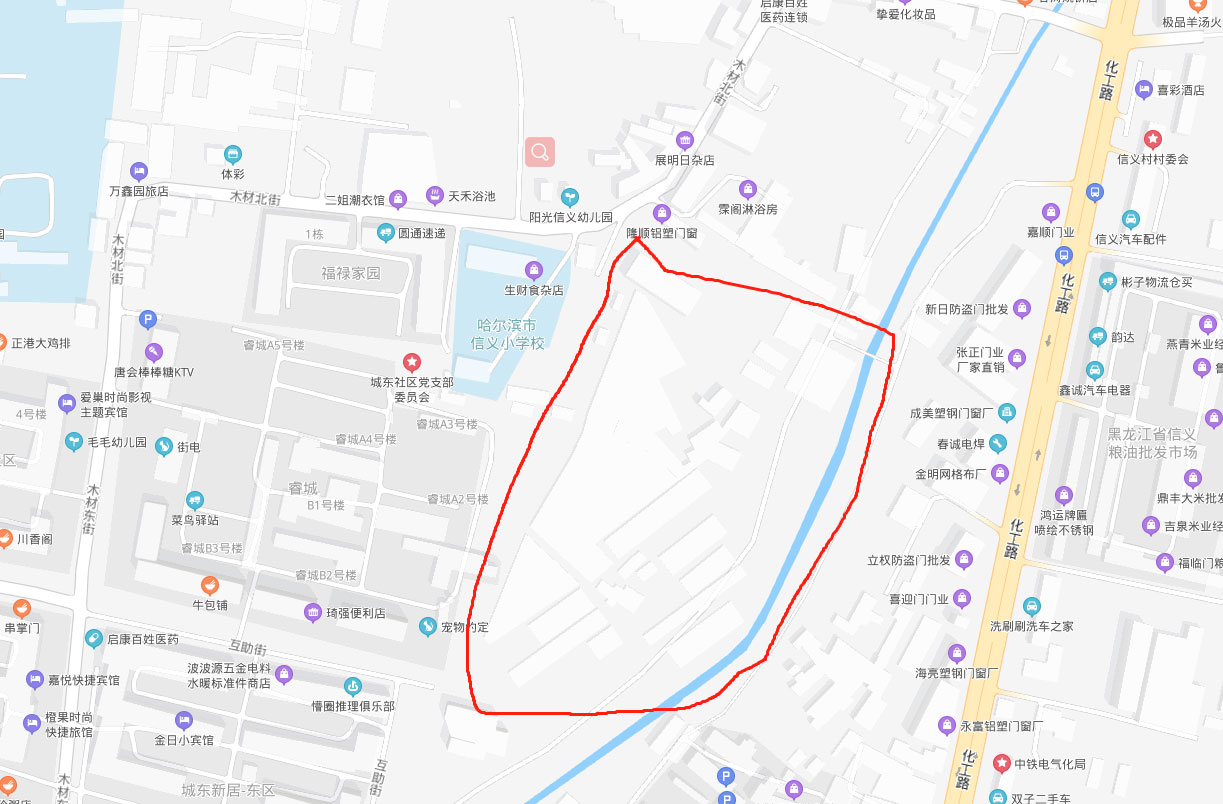 启康百姓
医药连锁
挚爱化妆品
极品羊汤火
化工路
喜彩酒店
木材北街
展明日杂店
信义村村委会
体彩
万鑫园旅店
木材北街
二姐潮衣馆
天禾浴池
阳光信义幼儿园
霂阁淋浴房
隆顺铝塑门窗
嘉顺门业
信义汽车配件
1栋
圆通速递
木材北街
福禄家园
生财食杂店
化工路
彬子物流仓买
新日防盗门批发
哈尔滨市
信义小学校
正港大鸡排
睿城A5号楼
韵达
燕青米业经
唐会棒棒糖KTV
张正门业
厂家直销
城东社区党支部
委员会
鑫诚汽车电器
爱巢时尚影视
主题宾馆
4号楼
成美塑钢门窗厂
睿城A3号楼
毛毛幼儿园
街电
睿城A4号楼
春诚电焊
黑龙江省信义
粮油批发市场
金明网格布厂
睿城
B1号楼
睿城A2号楼
木材东街
鼎丰大米批发
菜鸟驿站
鸿运牌匾
喷绘不锈钢
吉泉米业经
川香阁
化工路
睿城B3号楼
立权防盗门批发
福临门粮
睿城B2号楼
牛包铺
喜迎门门业
琦强便利店
串掌门
宠物约定
洗刷刷洗车之家
启康百姓医药
互助街
波波源五金电料
水暖标准件商店
海亮塑钢门窗厂
嘉悦快捷宾馆
懵圈推理俱乐部
橙果时尚
快捷旅馆
金日小宾馆
永富铝塑门窗厂
化工路
中铁电气化局
互助街
木材东
城东新居-东区
双子二手车